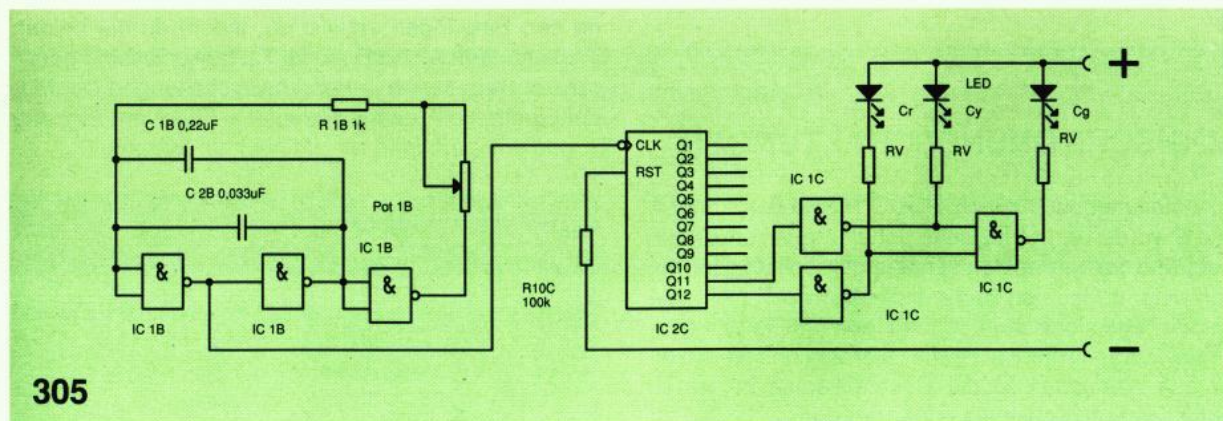 C 1B 0,22uF
R 1B 1k
C 2B 0,033uF
Pot 1B
IC 1B
&
&
&
IC 1B
IC 1B
CLK
RST
Q1
Q2
Q3
Q4
Q5
Q6
Q7
Q8
Q9
Q10
Q11
Q12
R10C
100k
IC 2C
LED
Cr
Cy
Cg
RV
RV
RV
IC 1C
&
&
&
IC 1C
IC 1C
+
−
305